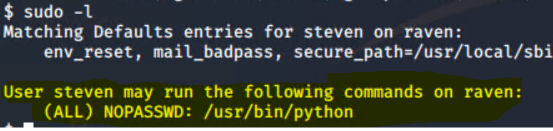 $ sudo -l
Matching Defaults entries for steven on raven:
env_reset, mail_badpass, secure_path=/usr/local/sbi
User steven may run the following commands on raven:
(ALL) NOPASSWD: /usr/bin/python